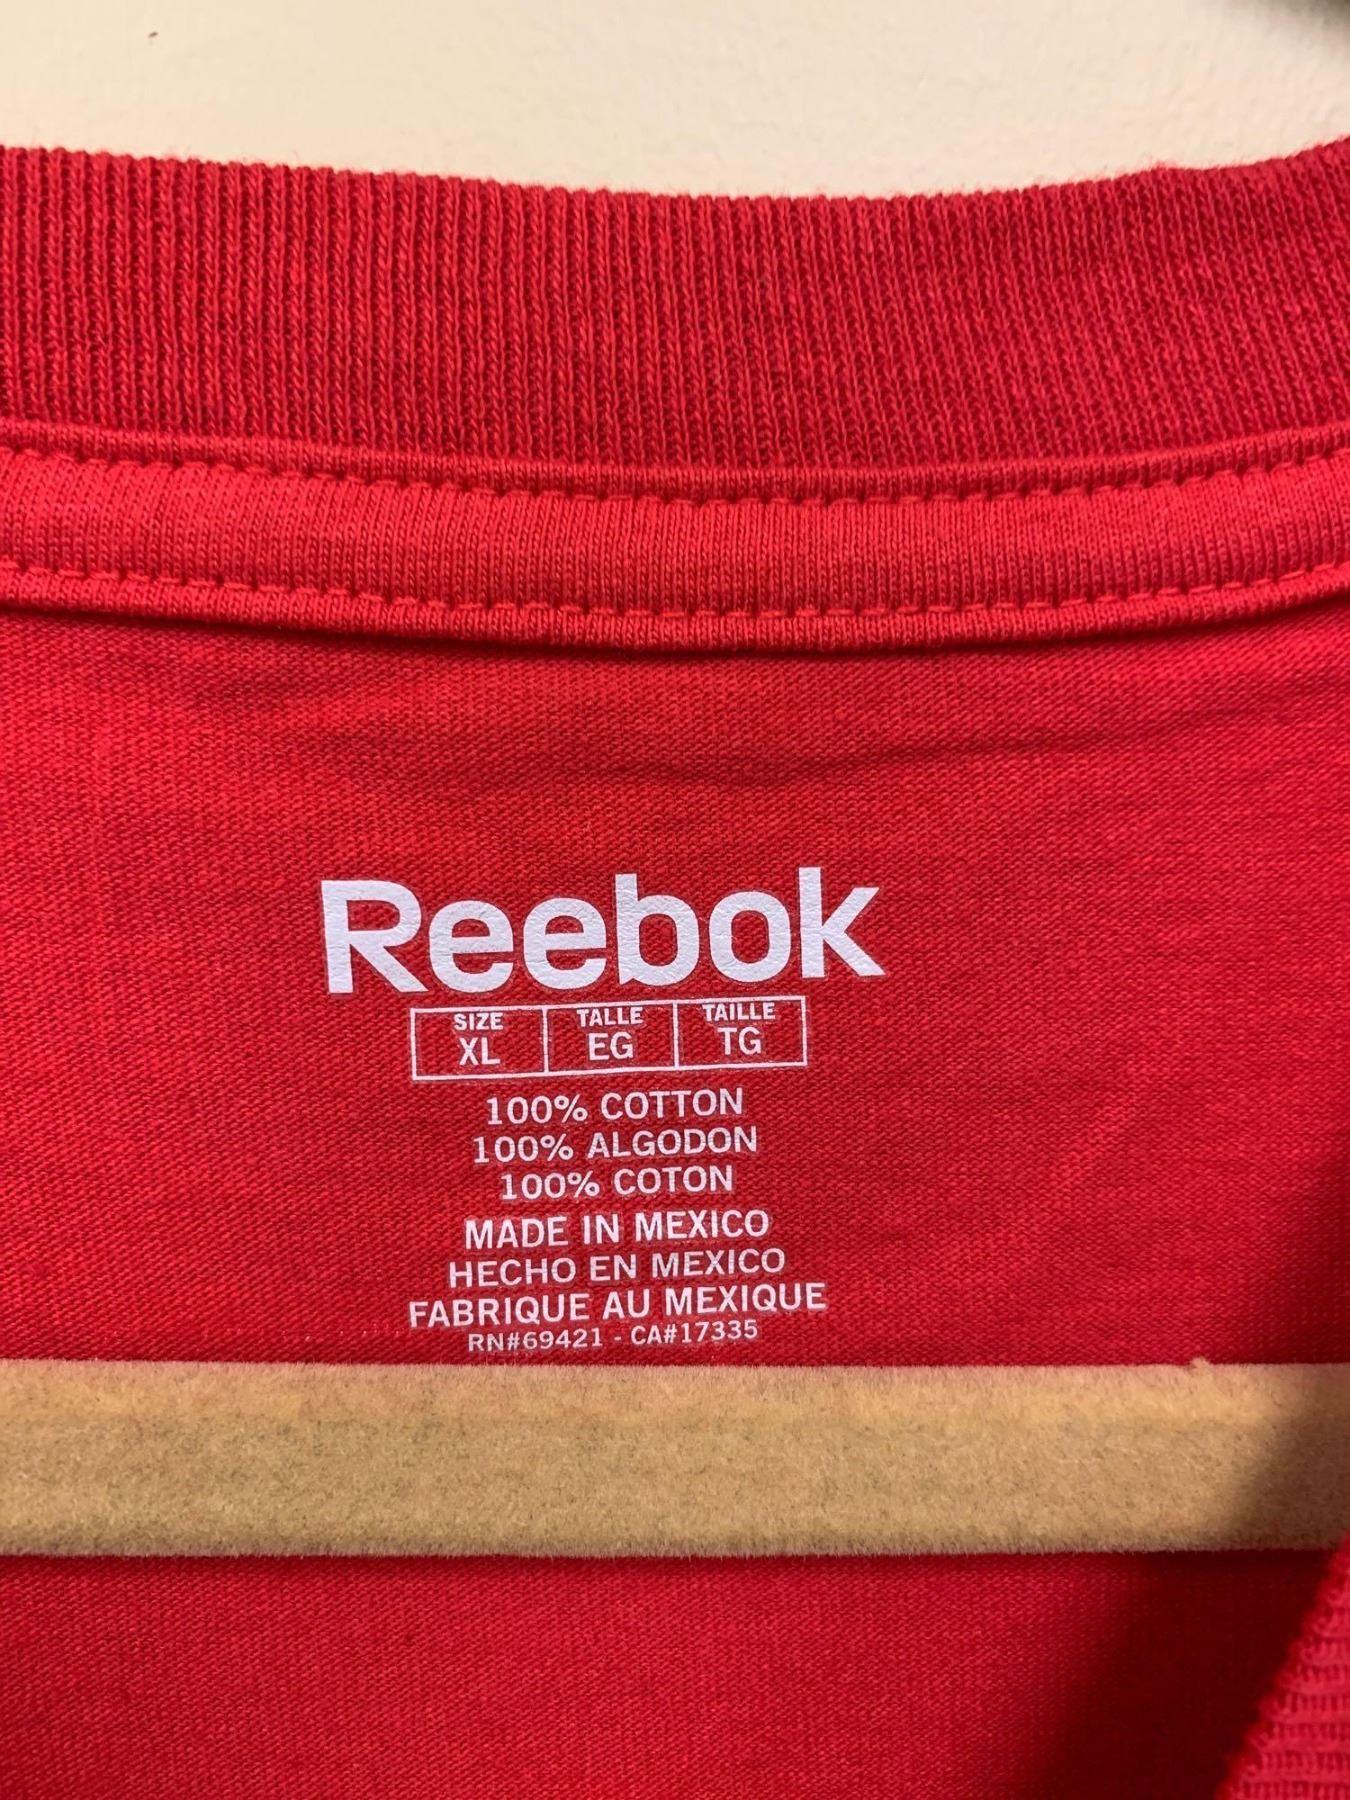 Reebok
SIZE TALLE TAILLE
XL EG TG
100% COTTON
100% ALGODON
100% COTON
MADE IN MEXICO
HECHO EN MEXICO
FABRIQUE AU MEXIQUE
RN#69421 - CA#17335